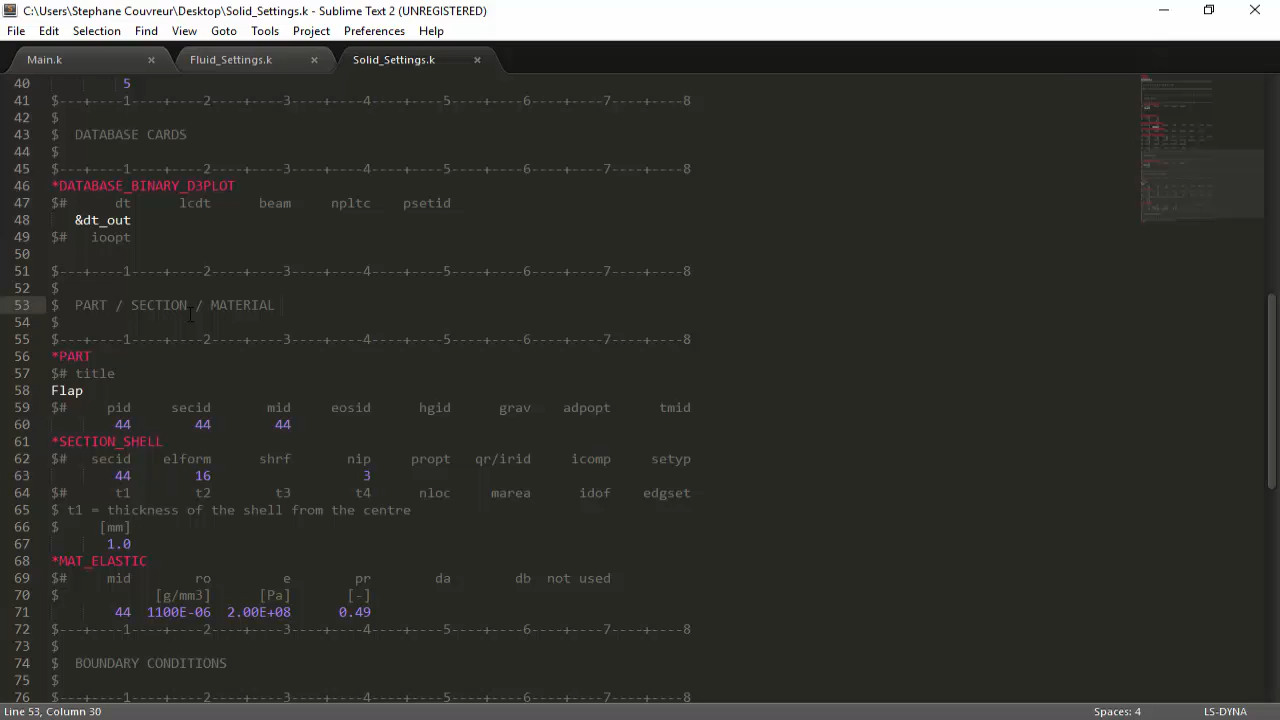 C:\Users\Stephane Couvreur\Desktop\Solid_Settings.k - Sublime Text 2 (UNREGISTERED)
File Edit Selection Find View Goto Tools Project Preferences Help
Main.k × Fluid_Settings.k × Solid_Settings.k ×
40 5
41 $---+----1----+----2----+----3----+----4----+----5----+----6----+----7----+----8
42 $
43 $ DATABASE CARDS
44 $
45 $---+----1----+----2----+----3----+----4----+----5----+----6----+----7----+----8
46 *DATABASE_BINARY_D3PLOT
47 $# dt lcdt beam npltc psetid
48 &dt_out
49 $# ioopt
50
51 $---+----1----+----2----+----3----+----4----+----5----+----6----+----7----+----8
52 $
53 $ PART / SECTION / MATERIAL
54 $
55 $---+----1----+----2----+----3----+----4----+----5----+----6----+----7----+----8
56 *PART
57 $# title
58 Flap
59 $# pid secid mid eosid hgid grav adpopt tmid
60 44 44 44
61 *SECTION_SHELL
62 $# secid elform shrf nip propt qr/irid icomp setyp
63 44 16 3
64 $# t1 t2 t3 t4 nloc marea idof edgset
65 $ t1 = thickness of the shell from the centre
66 $ [mm]
67 1.0
68 *MAT_ELASTIC
69 $# mid ro e pr da db not used
70 $ [g/mm3] [Pa] [-]
71 44 1100E-06 2.00E+08 0.49
72 $---+----1----+----2----+----3----+----4----+----5----+----6----+----7----+----8
73 $
74 $ BOUNDARY CONDITIONS
75 $
76 $---+----1----+----2----+----3----+----4----+----5----+----6----+----7----+----8
Line 53, Column 30 Spaces: 4 LS-DYNA